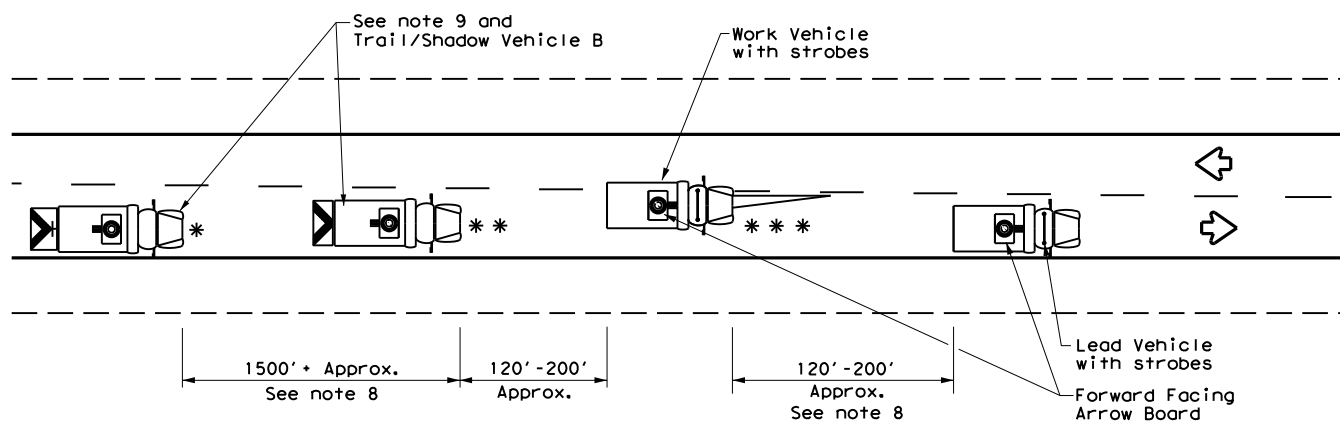 See note 9 and
Trail/Shadow Vehicle B
Work Vehicle
with strobes
*
* *
* * *
1500'+ Approx.
See note 8
120'-200'
Approx.
120'-200'
Approx.
See note 8
Lead Vehicle
with strobes
Forward Facing
Arrow Board